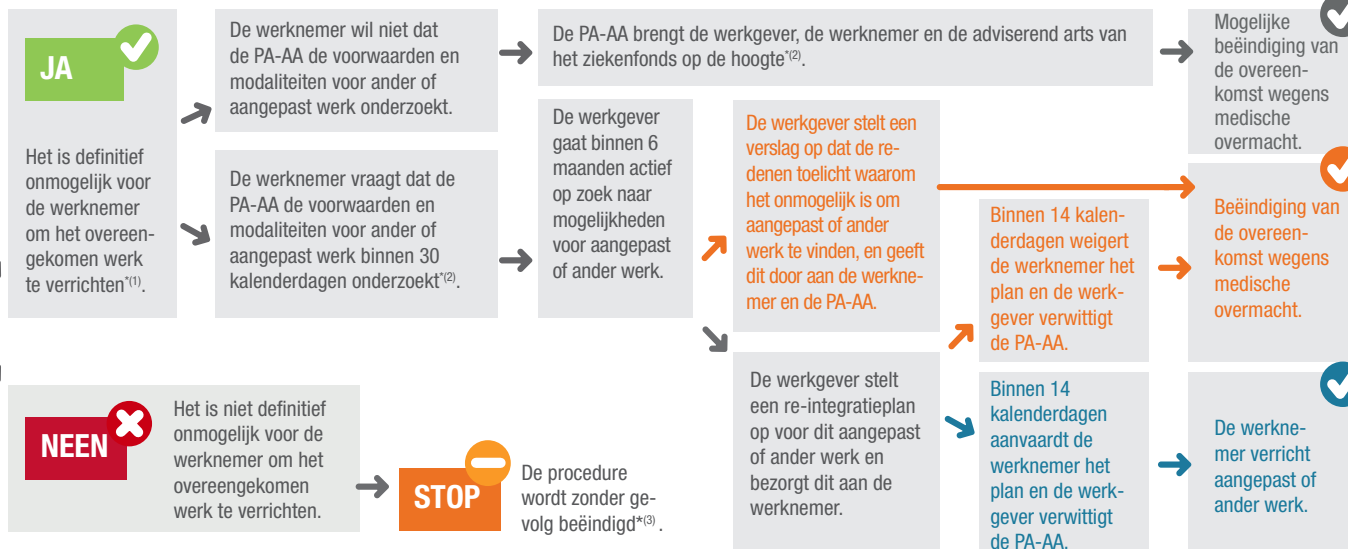 JA
Het is definitief
onmogelijk voor
de werknemer
om het overeen-
gekomen werk
te verrichten*(1).
De werknemer wil niet dat
de PA-AA de voorwaarden en
modaliteiten voor ander of
aangepast werk onderzoekt.
De PA-AA brengt de werkgever, de werknemer en de adviserend arts van
het ziekenfonds op de hoogte*(2).
Mogelijke
beëindiging van
de overeen-
komst wegens
medische
overmacht.
De werknemer vraagt dat de
PA-AA de voorwaarden en
modaliteiten voor ander of
aangepast werk binnen 30
kalenderdagen onderzoekt*(2).
De werkgever
gaat binnen 6
maanden actief
op zoek naar
mogelijkheden
voor aangepast
of ander werk.
De werkgever stelt een
verslag op dat de re-
denen toelicht waarom
het onmogelijk is om
aangepast of ander
werk te vinden, en geeft
dit door aan de werkne-
mer en de PA-AA.
Binnen 14 kalen-
derdagen weigert
de werknemer het
plan en de werk-
gever verwittigt
de PA-AA.
Beëindiging van
de overeen-
komst wegens
medische
overmacht.
De werkgever stelt
een re-integratieplan
op voor dit aangepast
of ander werk en
bezorgt dit aan de
werknemer.
Binnen 14
kalenderdagen
aanvaardt de
werknemer het
plan en de werk-
gever verwittigt
de PA-AA.
De werkne-
mer verricht
aangepast of
ander werk.
NEEN
Het is niet definitief
onmogelijk voor de
werknemer om het
overeengekomen
werk te verrichten.
STOP
De procedure
wordt zonder ge-
volg beëindigd*(3).